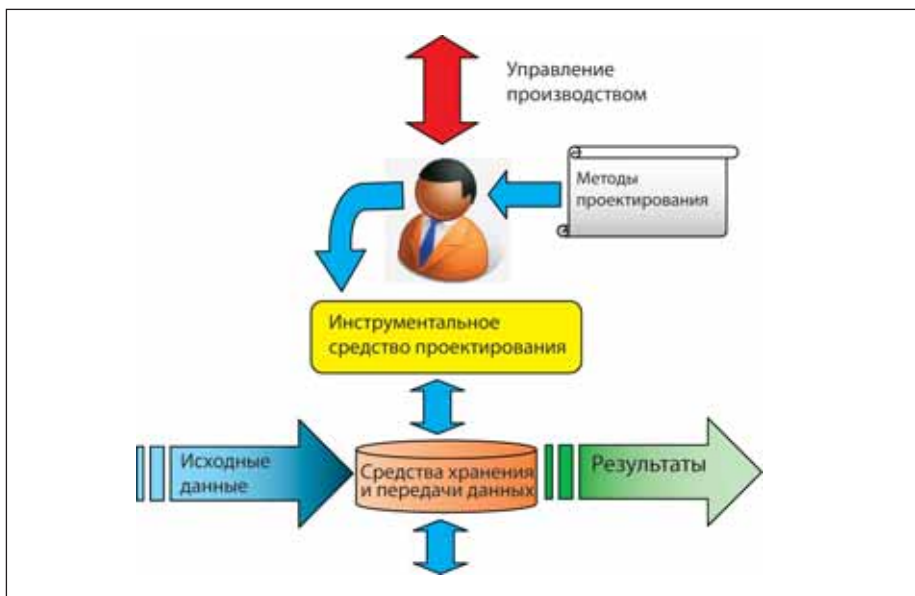 Управление
производством
Методы
проектирования
Инструментальное
средство проектирования
Исходные
данные
Средства хранения
и передачи данных
Результаты